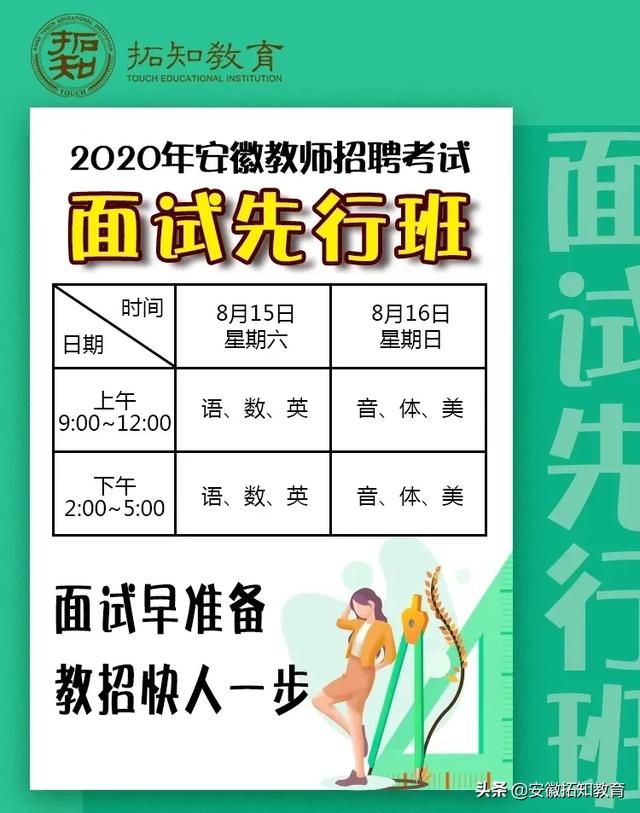 拓知
TOUCH
拓知教育
TOUCH EDUCATIONAL INSTITUTION
2020年安徽教师招聘考试
面试先行班
时间
日期
8月15日
星期六
8月16日
星期日
上午
9:00~12:00
语、数、英
音、体、美
下午
2:00~5:00
语、数、英
音、体、美
面试早准备
教招快人一步
面试先行班
头条 @安徽拓知教育